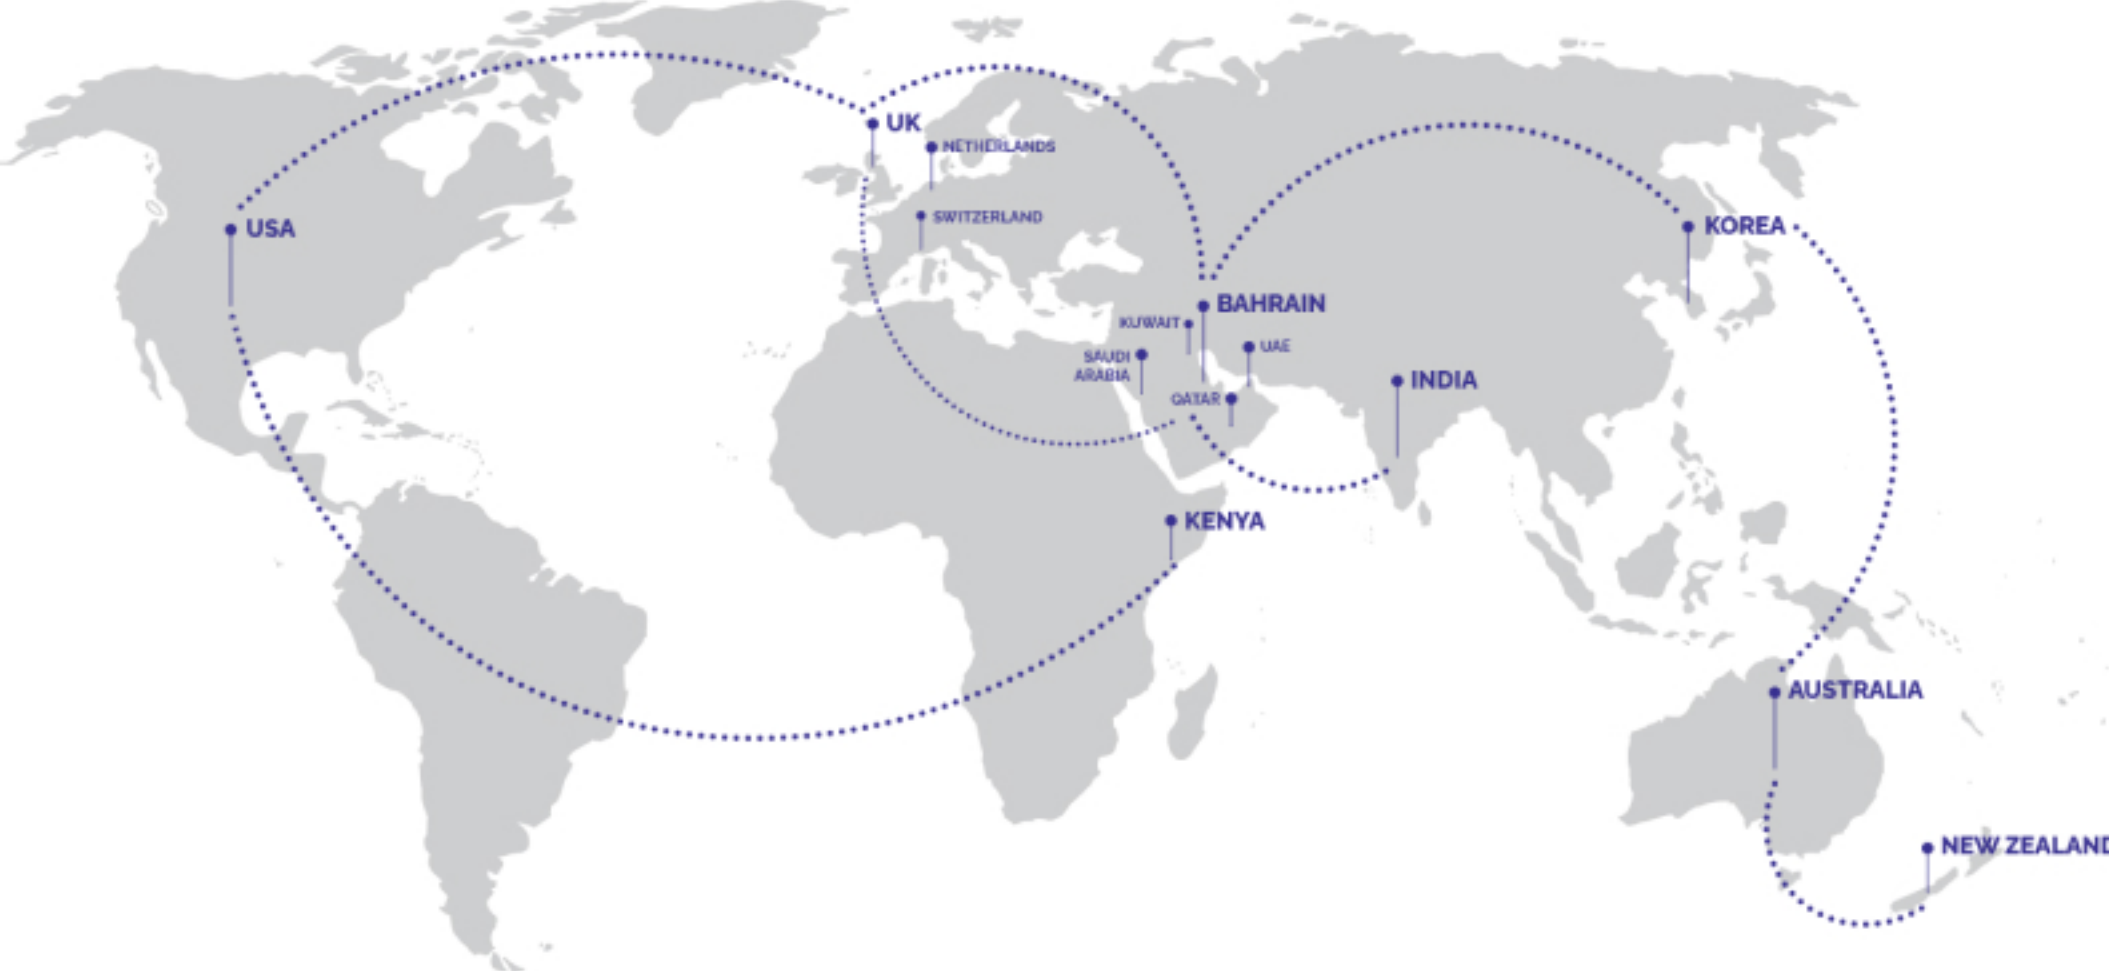 UK
NETHERLANDS
SWITZERLAND
USA
KOREA
BAHRAIN
KUWAIT
UAE
SAUDI
ARABIA
INDIA
QATAR
KENYA
AUSTRALIA
NEW ZEALAND